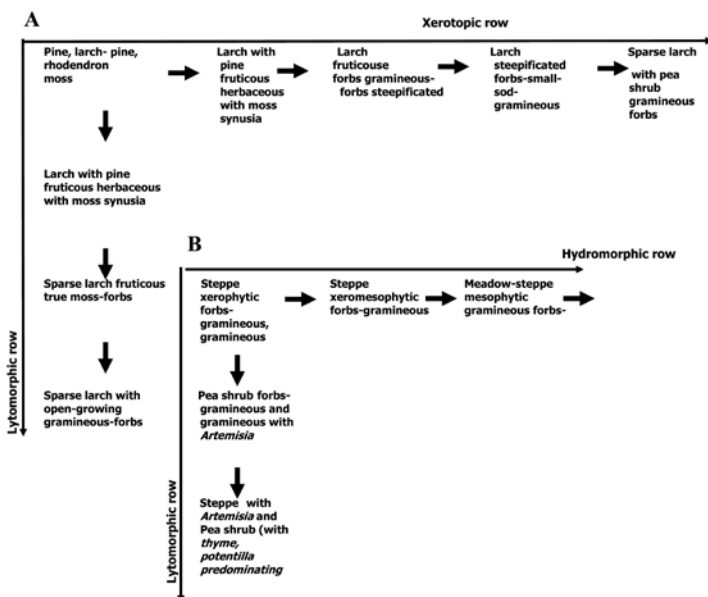 A
Xerotopic row
Pine, larch- pine,
rhodendron
moss
Larch with
pine
fruticous
herbaceous
with moss
synusia
Larch
fruticouse
forbs gramineous-
forbs steepificated
Larch
steepificated
forbs-small-
sod-
gramineous
Sparse larch
with pea
shrub
gramineous
forbs
Larch with pine
fruticous herbaceous
with moss synusia
Sparse larch fruticous
true moss-forbs
Sparse larch with
open-growing
gramineous-forbs
Lytomorphic row
B
Hydromorphic row
Steppe
xerophytic
forbs-
gramineous,
gramineous
Steppe
xeromesophytic
forbs-gramineous
Meadow-steppe
mesophytic
gramineous forbs-
Pea shrub forbs-
gramineous and
gramineous with
Artemisia
Steppe with
Artemisia and
Pea shrub (with
thyme,
potentilla
predominating
Lytomorphic row